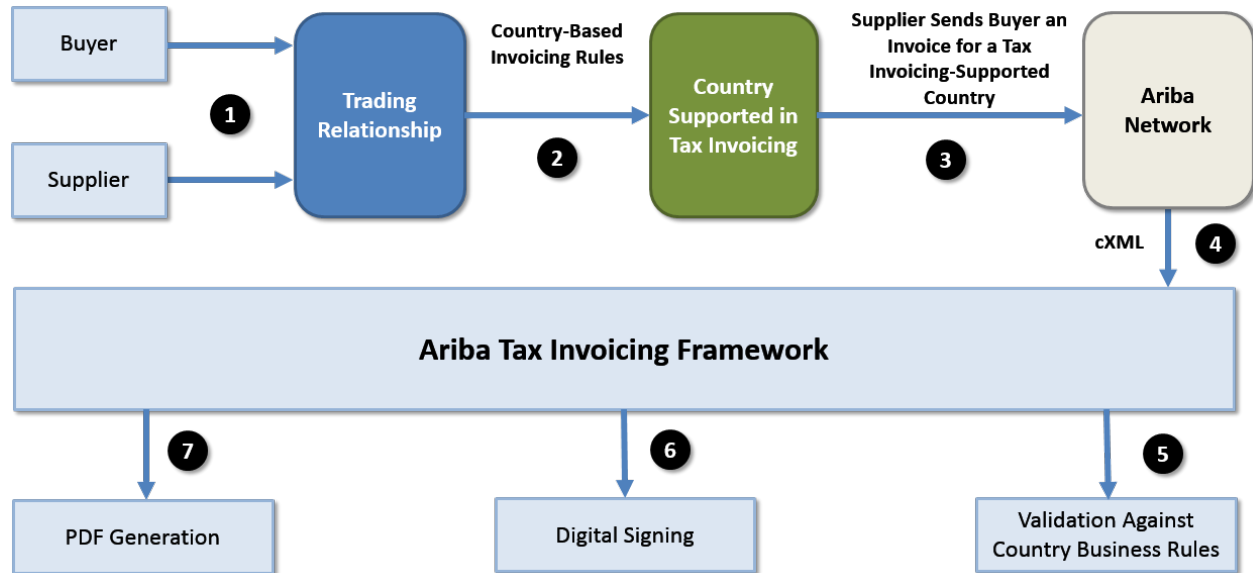 Buyer
1
Supplier
Trading
Relationship
Country-Based
Invoicing Rules
2
Country
Supported in
Tax Invoicing
Supplier Sends Buyer an
Invoice for a Tax
Invoicing-Supported
Country
3
Ariba
Network
cXML
4
Ariba Tax Invoicing Framework
7
6
5
PDF Generation
Digital Signing
Validation Against
Country Business Rules